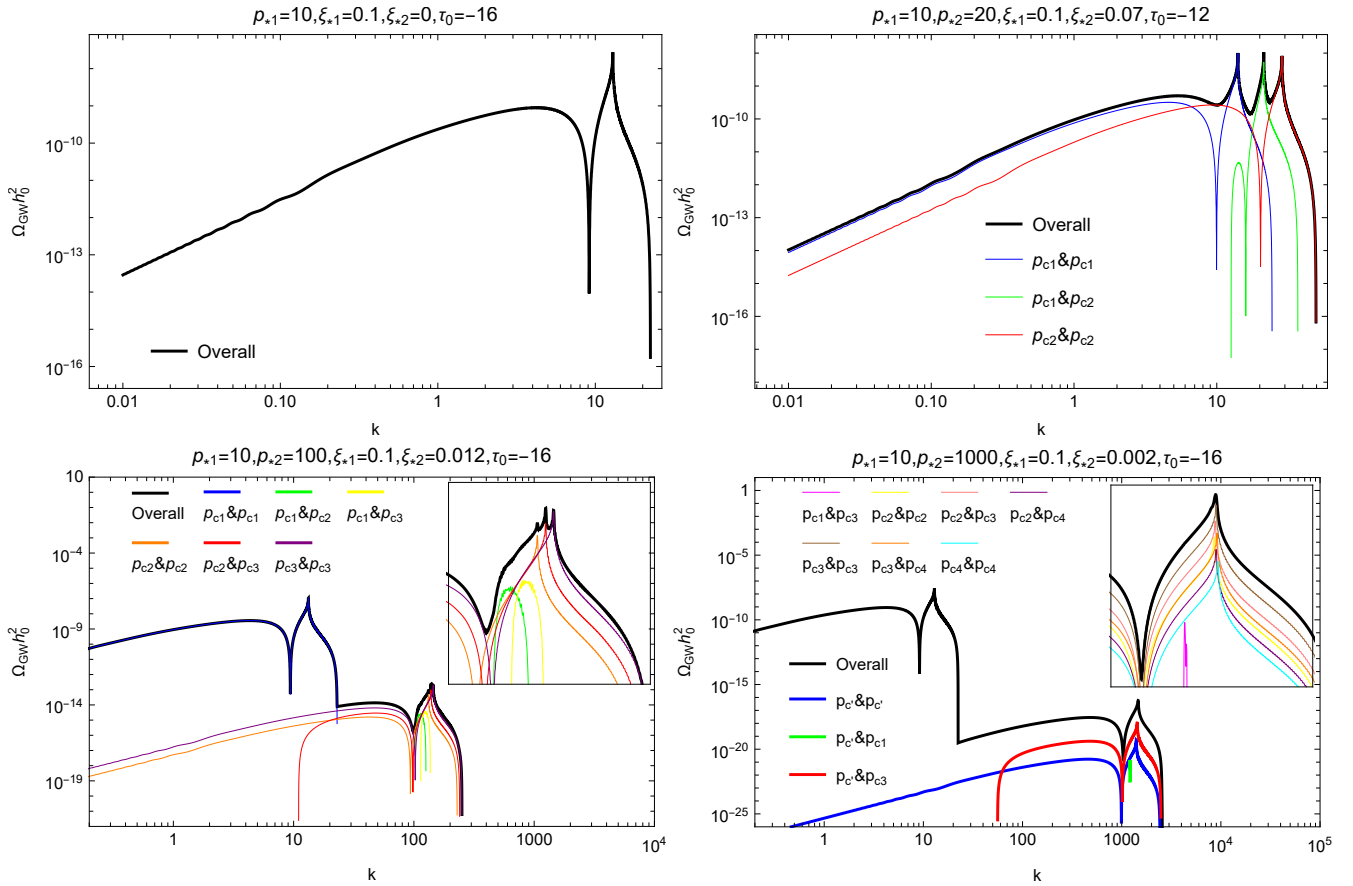 p*1=10,ξ*1=0.1,ξ*2=0,τ0=−16
Ω_GW h_0^2
10^-10
10^-13
10^-16
Overall
0.01 0.10 1 10
k
p*1=10,p*2=20,ξ*1=0.1,ξ*2=0.07,τ0=−12
Ω_GW h_0^2
10^-10
10^-13
10^-16
Overall
p_c1&p_c1
p_c1&p_c2
p_c2&p_c2
0.01 0.10 1 10
k
p*1=10,p*2=100,ξ*1=0.1,ξ*2=0.012,τ0=−16
Ω_GW h_0^2
10
10^-4
10^-9
10^-14
10^-19
Overall p_c1&p_c1 p_c1&p_c2 p_c1&p_c3
p_c2&p_c2 p_c2&p_c3 p_c3&p_c3
1 10 100 1000 10^4
k
p*1=10,p*2=1000,ξ*1=0.1,ξ*2=0.002,τ0=−16
Ω_GW h_0^2
1
10^-5
10^-10
10^-15
10^-20
10^-25
p_c1&p_c3 p_c2&p_c2 p_c2&p_c3 p_c2&p_c4
p_c3&p_c3 p_c3&p_c4 p_c4&p_c4
Overall
p_c'&p_c'
p_c'&p_c1
p_c'&p_c3
1 10 100 1000 10^4 10^5
k